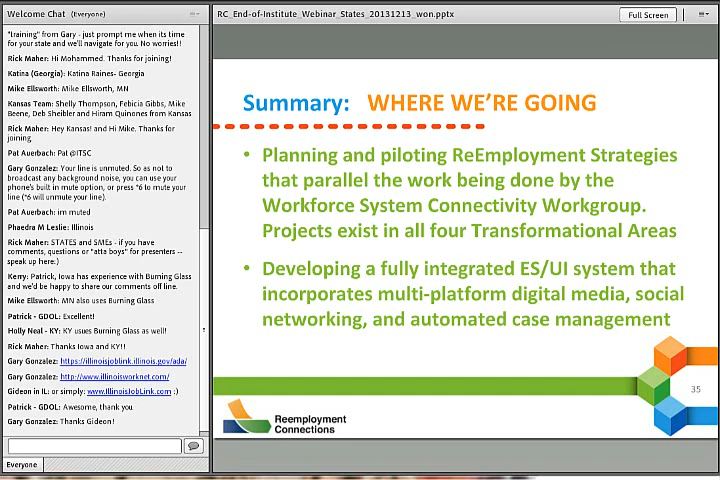 Welcome Chat (Everyone)
"training" from Gary - just prompt me when its
time for your state and we'll navigate for you. No worries!!
Rick Maher: Hi Mohammed. Thanks for joining!
Katina (Georgia): Katina Raines- Georgia
Mike Ellsworth: Mike Ellsworth, MN
Kansas Team: Shelly Thompson, Febicia Gibbs, Mike
Beene, Deb Sheibler and Hiram Quinones from Kansas
Rick Maher: Hey Kansas! and Hi Mike. Thanks for
joining.
Pat Auerbach: Pat @ITSC
Gary Gonzalez: Your line is unmuted. So as not to
broadcast any background noise, you can use your
phone's built in mute option, or press *6 to mute your
line (*6 will unmute your line).
Pat Auerbach: im muted
Phaedra M Leslie: Illinois
Rick Maher: STATES and SMEs - if you have
comments, questions or "atta boys" for presenters --
speak up here:)
Kerry: Patrick, Iowa has experience with Burning Glass
and we'd be happy to share our comments off line.
Mike Ellsworth: MN also uses Burning Glass
Patrick - GDOL: Excellent!
Holly Neal - KY: KY usues Burning Glass as well!
Rick Maher: Thanks Iowa and KY!!
Gary Gonzalez: https://illinoisjoblink.illinois.gov/ada/
Gary Gonzalez: http://www.illinoisworknet.com/
Gideon in IL: or simply: www.IllinoisJobLink.com :)
Patrick - GDOL: Awesome, thank you
Gary Gonzalez: Thanks Gideon!
Everyone
RC_End-of-Institute_Webinar_States_20131213_won.pptx
Full Screen
Summary: WHERE WE'RE GOING
• Planning and piloting ReEmployment Strategies
that parallel the work being done by the
Workforce System Connectivity Workgroup.
Projects exist in all four Transformational Areas
• Developing a fully integrated ES/UI system that
incorporates multi-platform digital media, social
networking, and automated case management
35
Reemployment
Connections